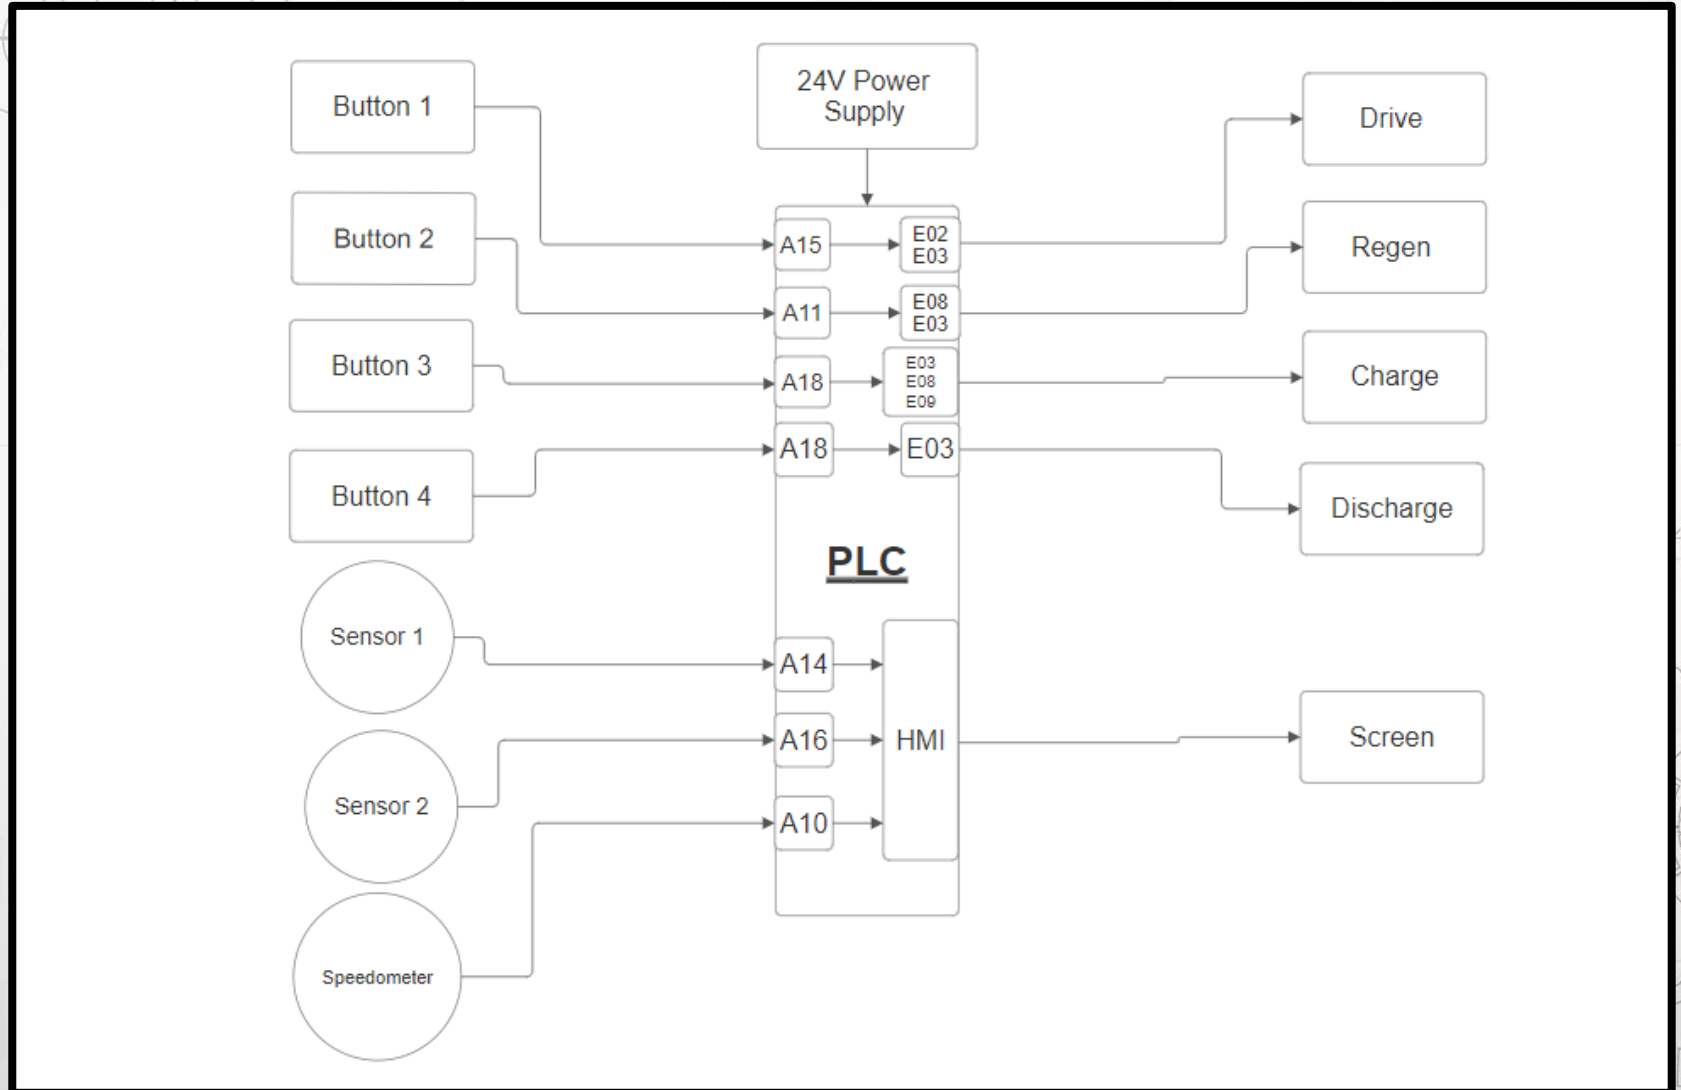 Button 1
Button 2
Button 3
Button 4
Sensor 1
Sensor 2
Speedometer
24V Power
Supply
A15
E02
E03
A11
E08
E03
A18
E03
E08
E09
A18
E03
PLC
A14
A16
A10
HMI
Drive
Regen
Charge
Discharge
Screen